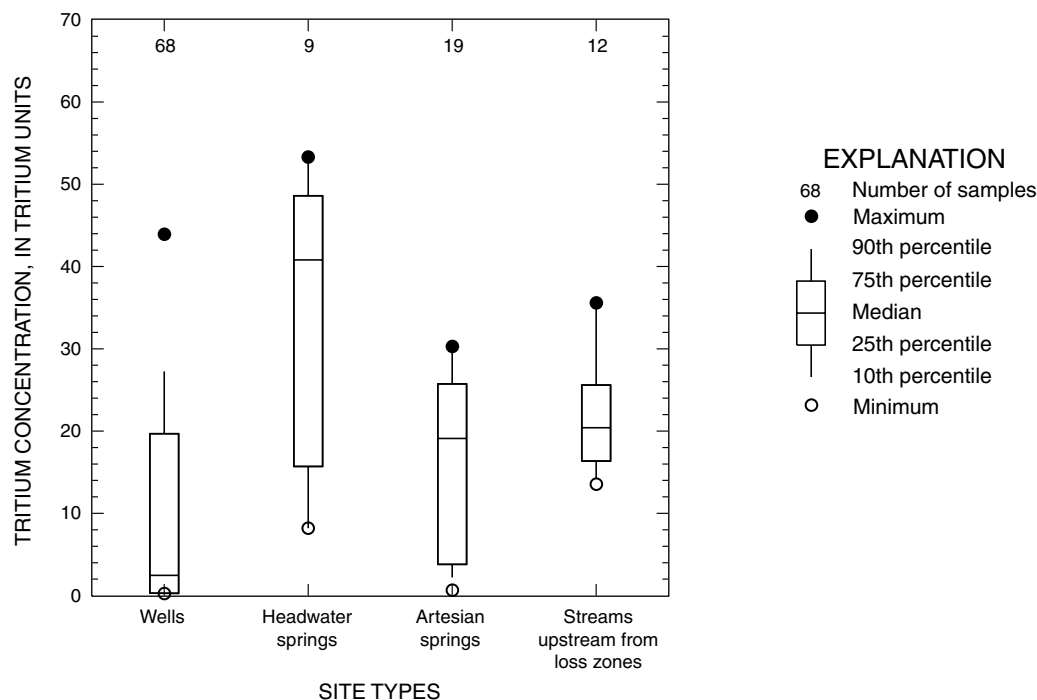 TRITIUM CONCENTRATION, IN TRITIUM UNITS
70
60
50
40
30
20
10
0
68
9
19
12
Wells
Headwater
springs
Artesian
springs
Streams
upstream from
loss zones
SITE TYPES
EXPLANATION
68 Number of samples
Maximum
90th percentile
75th percentile
Median
25th percentile
10th percentile
Minimum